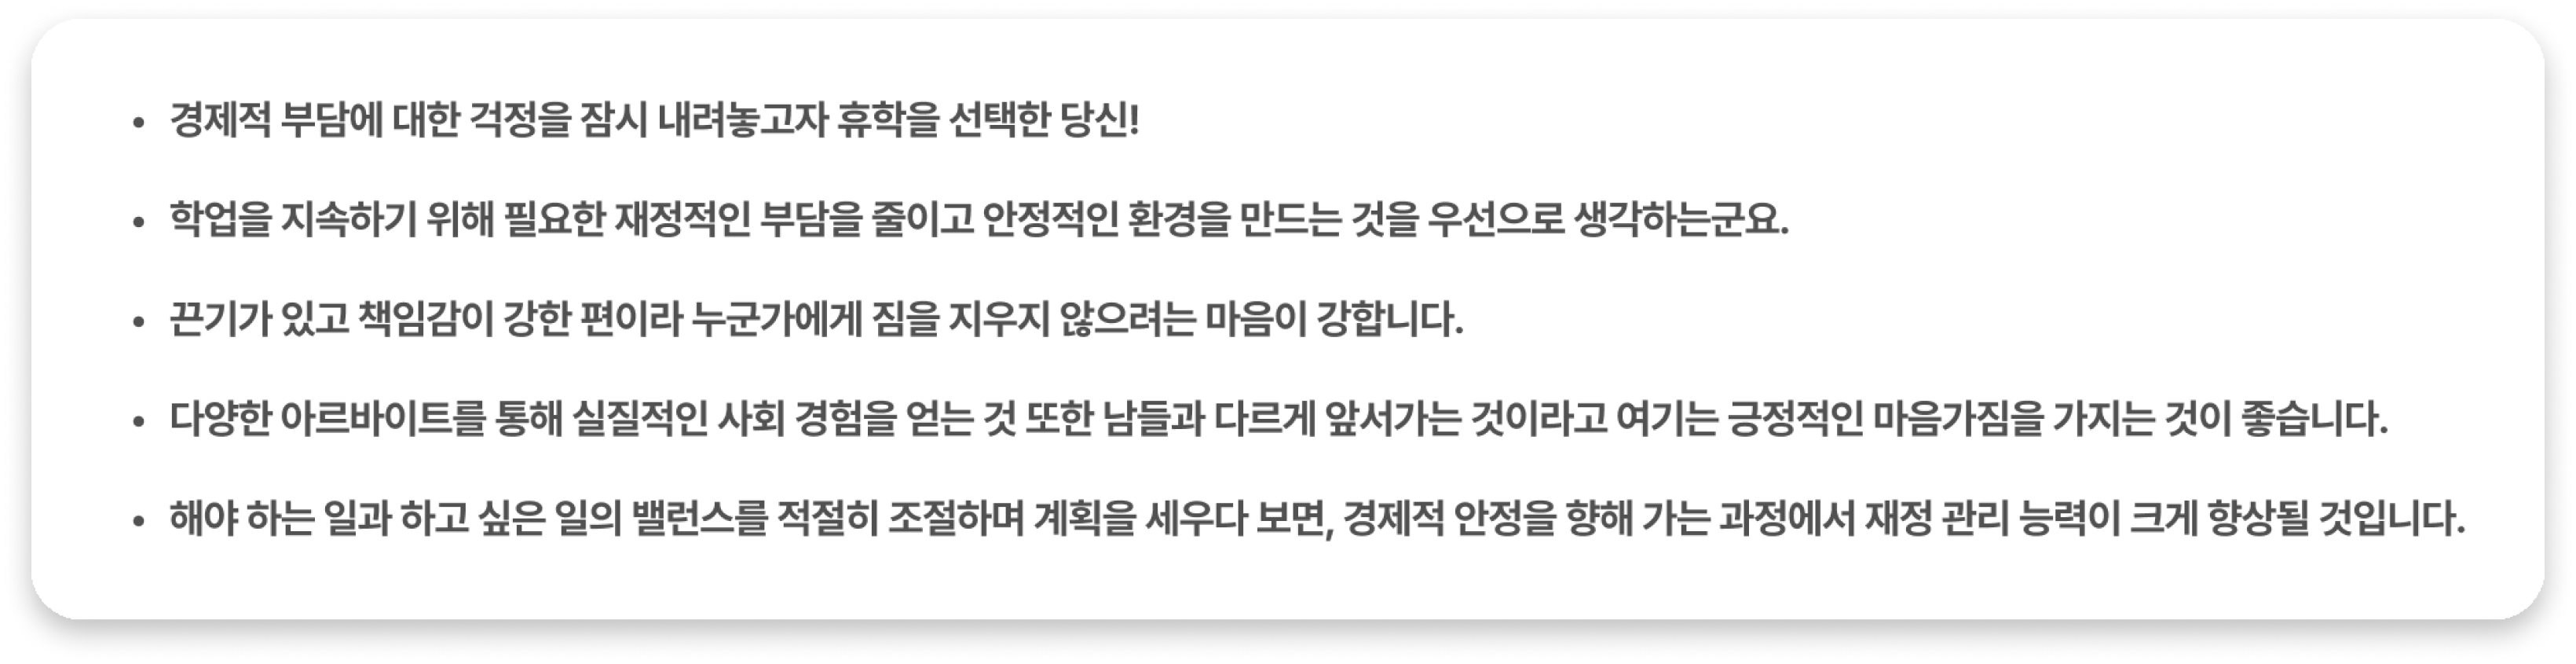 • 경제적 부담에 대한 걱정을 잠시 내려놓고자 휴학을 선택한 당신!
• 학업을 지속하기 위해 필요한 재정적인 부담을 줄이고 안정적인 환경을 만드는 것을 우선으로 생각하는군요.
• 끈기가 있고 책임감이 강한 편이라 누군가에게 짐을 지우지 않으려는 마음이 강합니다.
• 다양한 아르바이트를 통해 실질적인 사회 경험을 얻는 것 또한 남들과 다르게 앞서가는 것이라고 여기는 긍정적인 마음가짐을 가지는 것이 좋습니다.
• 해야 하는 일과 하고 싶은 일의 밸런스를 적절히 조절하며 계획을 세우다 보면, 경제적 안정을 향해 가는 과정에서 재정 관리 능력이 크게 향상될 것입니다.